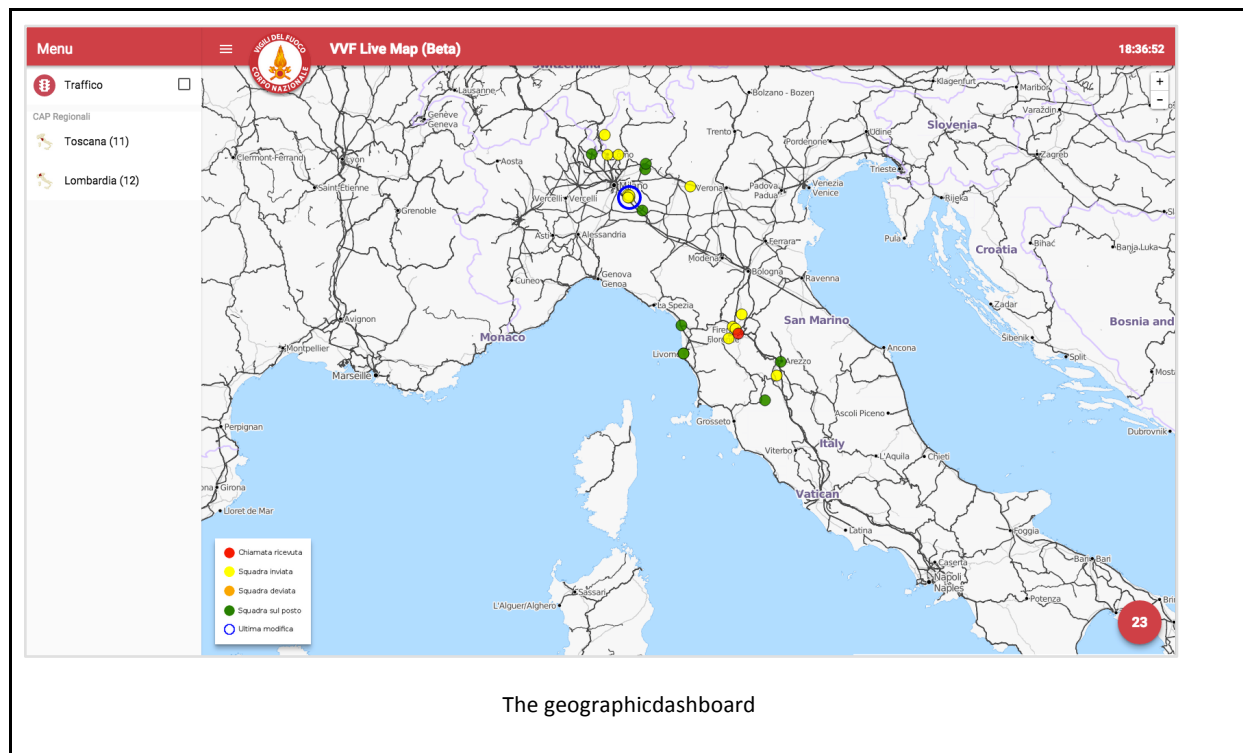 Menu
VIGILI DEL FUOCO
CORPO NAZIONALE
VVF Live Map (Beta)
18:36:52
Traffico
CAP Regionali
Toscana (11)
Lombardia (12)
+
−
Switzerland
Klagenfurt
Maribor
Lausanne
Bolzano - Bozen
Varaždin
Genève
Geneva
Slovenia
Trento
Pordenone
Udine
Zagreb
Clermont-Ferrand
Lyon
Aosta
Trieste
Milano
Saint-Étienne
Vercelli
Vercelli
Verona
Padova
Padua
Venezia
Venice
Rijeka
Grenoble
Pula
Bihać
Banja Luka
Asti
Alessandria
Ferrara
Croatia
Modena
Bologna
Cuneo
Genova
Genoa
Ravenna
Zadar
La Spezia
Avignon
San Marino
Bosnia and
Monaco
Sibenik
Montpellier
Livorno
Ancona
Split
Marseille
Arezzo
Grosseto
Ascoli Piceno
Perpignan
Dubrovnik
Viterbo
Italy
L'Aquila
Chieti
Girona
Vatican
Lloret de Mar
Latina
Foggia
Chiamata ricevuta
Squadra inviata
Squadra deviata
Squadra sul posto
Ultima modifica
Caserta
Bari
Bari
Napoli
Naples
Sassari
Potenza
L'Alguer/Alghero
23
The geographicdashboard